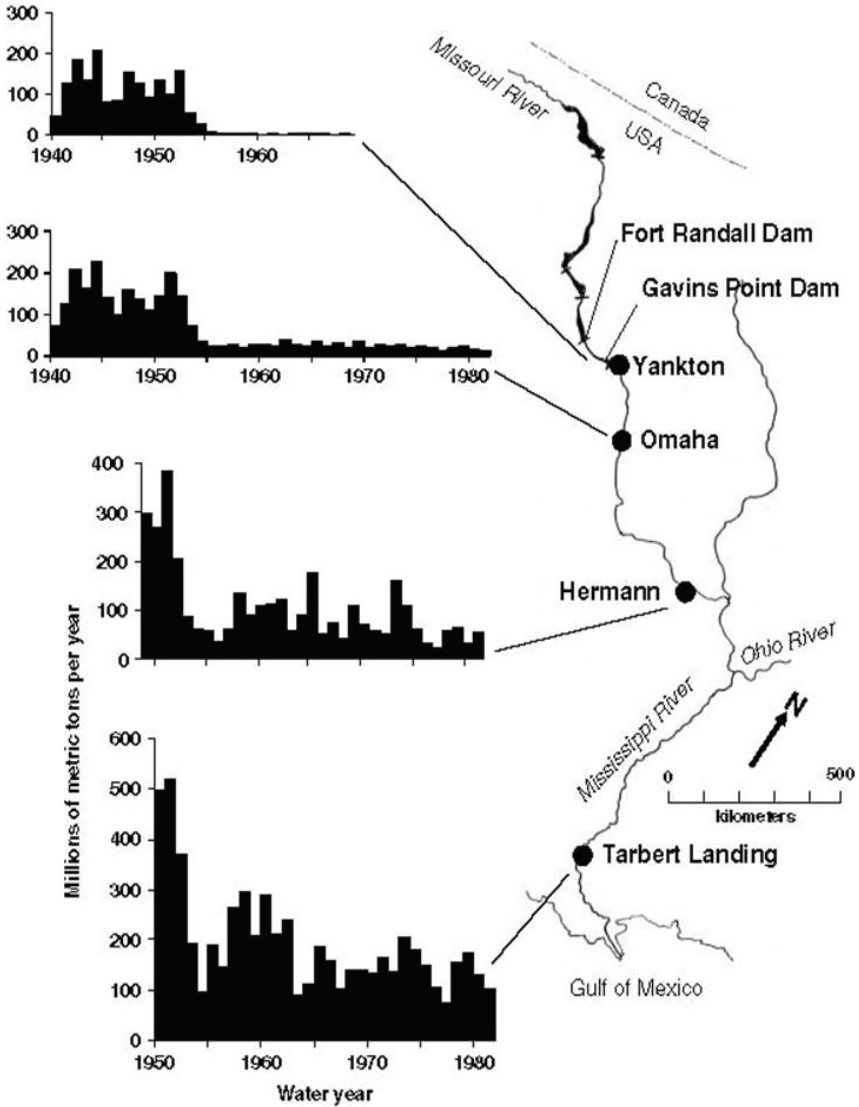 300
200
100
0
1940
1950
1960
Missouri River
Canada
USA
Fort Randall Dam
Gavins Point Dam
Yankton
300
200
100
0
1940
1950
1960
1970
1980
Omaha
400
300
200
100
0
Hermann
Ohio River
Mississippi River
N
0
500
kilometers
Millions of metric tons per year
600
500
400
300
200
100
0
1950
1960
1970
1980
Water year
Tarbert Landing
Gulf of Mexico